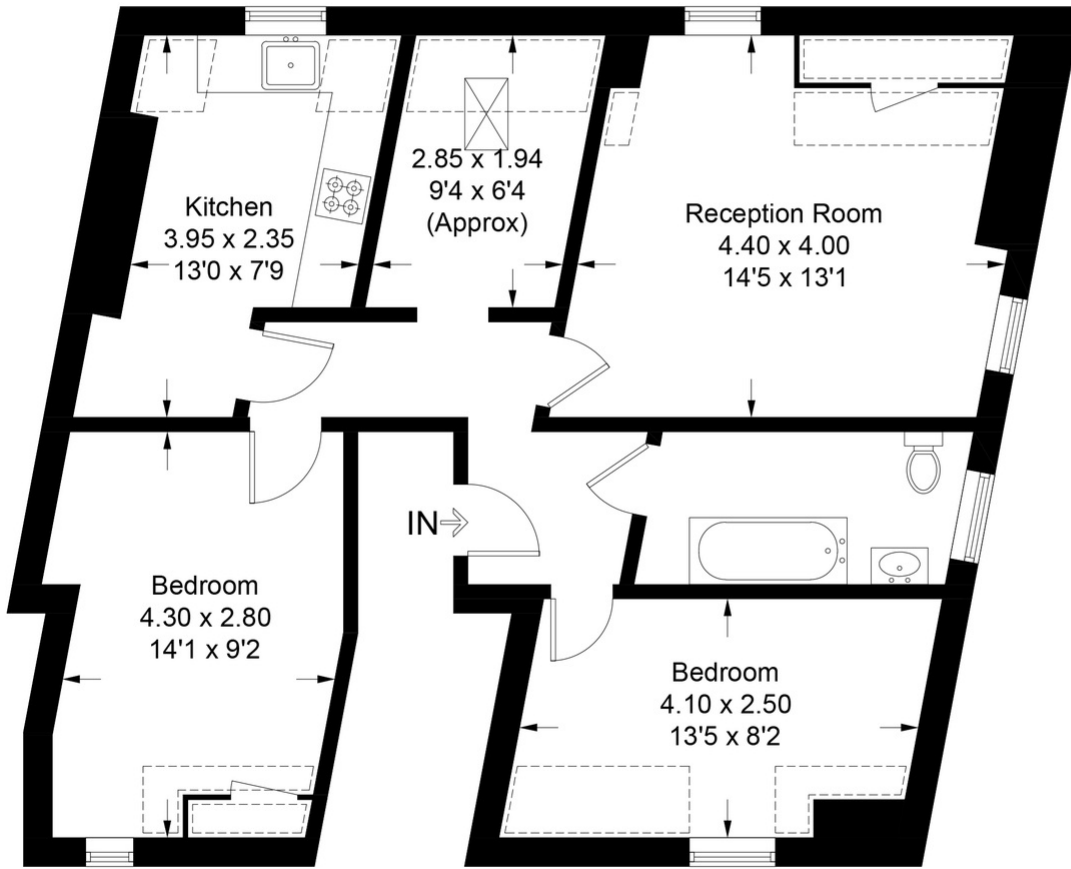 Kitchen
3.95 x 2.35
13'0 x 7'9
2.85 x 1.94
9'4 x 6'4
(Approx)
Reception Room
4.40 x 4.00
14'5 x 13'1
IN
Bedroom
4.30 x 2.80
14'1 x 9'2
Bedroom
4.10 x 2.50
13'5 x 8'2